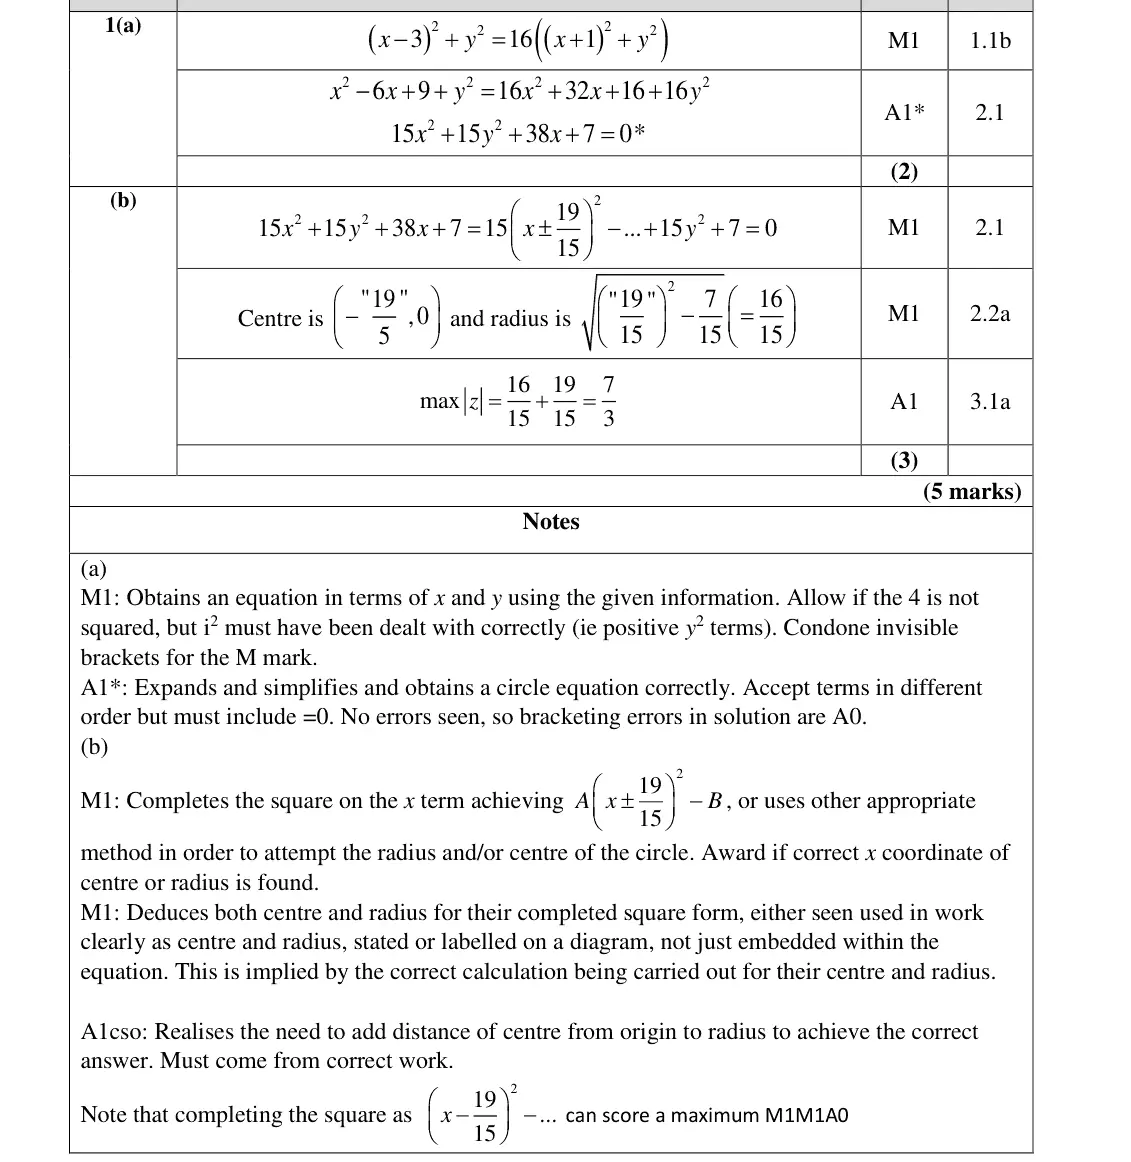 1(a)
(x−3)² + y² = 16((x+1)² + y²)
M1
1.1b
x² −6x+9+ y² =16x² +32x+16+16y²
15x² +15y² +38x+7 = 0*
A1*
2.1
(2)
(b)
15x² +15y² +38x+7 = 15(x ± 19/15)² −...+15y² +7 = 0
M1
2.1
Centre is (− "19"/5 ,0) and radius is √(("19"/15)² − 7/15) (= 16/15)
M1
2.2a
max|z| = 16/15 + 19/15 = 7/3
A1
3.1a
(3)
(5 marks)
Notes
(a)
M1: Obtains an equation in terms of x and y using the given information. Allow if the 4 is not
squared, but i² must have been dealt with correctly (ie positive y² terms). Condone invisible
brackets for the M mark.
A1*: Expands and simplifies and obtains a circle equation correctly. Accept terms in different
order but must include =0. No errors seen, so bracketing errors in solution are A0.
(b)
M1: Completes the square on the x term achieving A(x ± 19/15)² − B, or uses other appropriate
method in order to attempt the radius and/or centre of the circle. Award if correct x coordinate of
centre or radius is found.
M1: Deduces both centre and radius for their completed square form, either seen used in work
clearly as centre and radius, stated or labelled on a diagram, not just embedded within the
equation. This is implied by the correct calculation being carried out for their centre and radius.
A1cso: Realises the need to add distance of centre from origin to radius to achieve the correct
answer. Must come from correct work.
Note that completing the square as (x − 19/15)² − ... can score a maximum M1M1A0